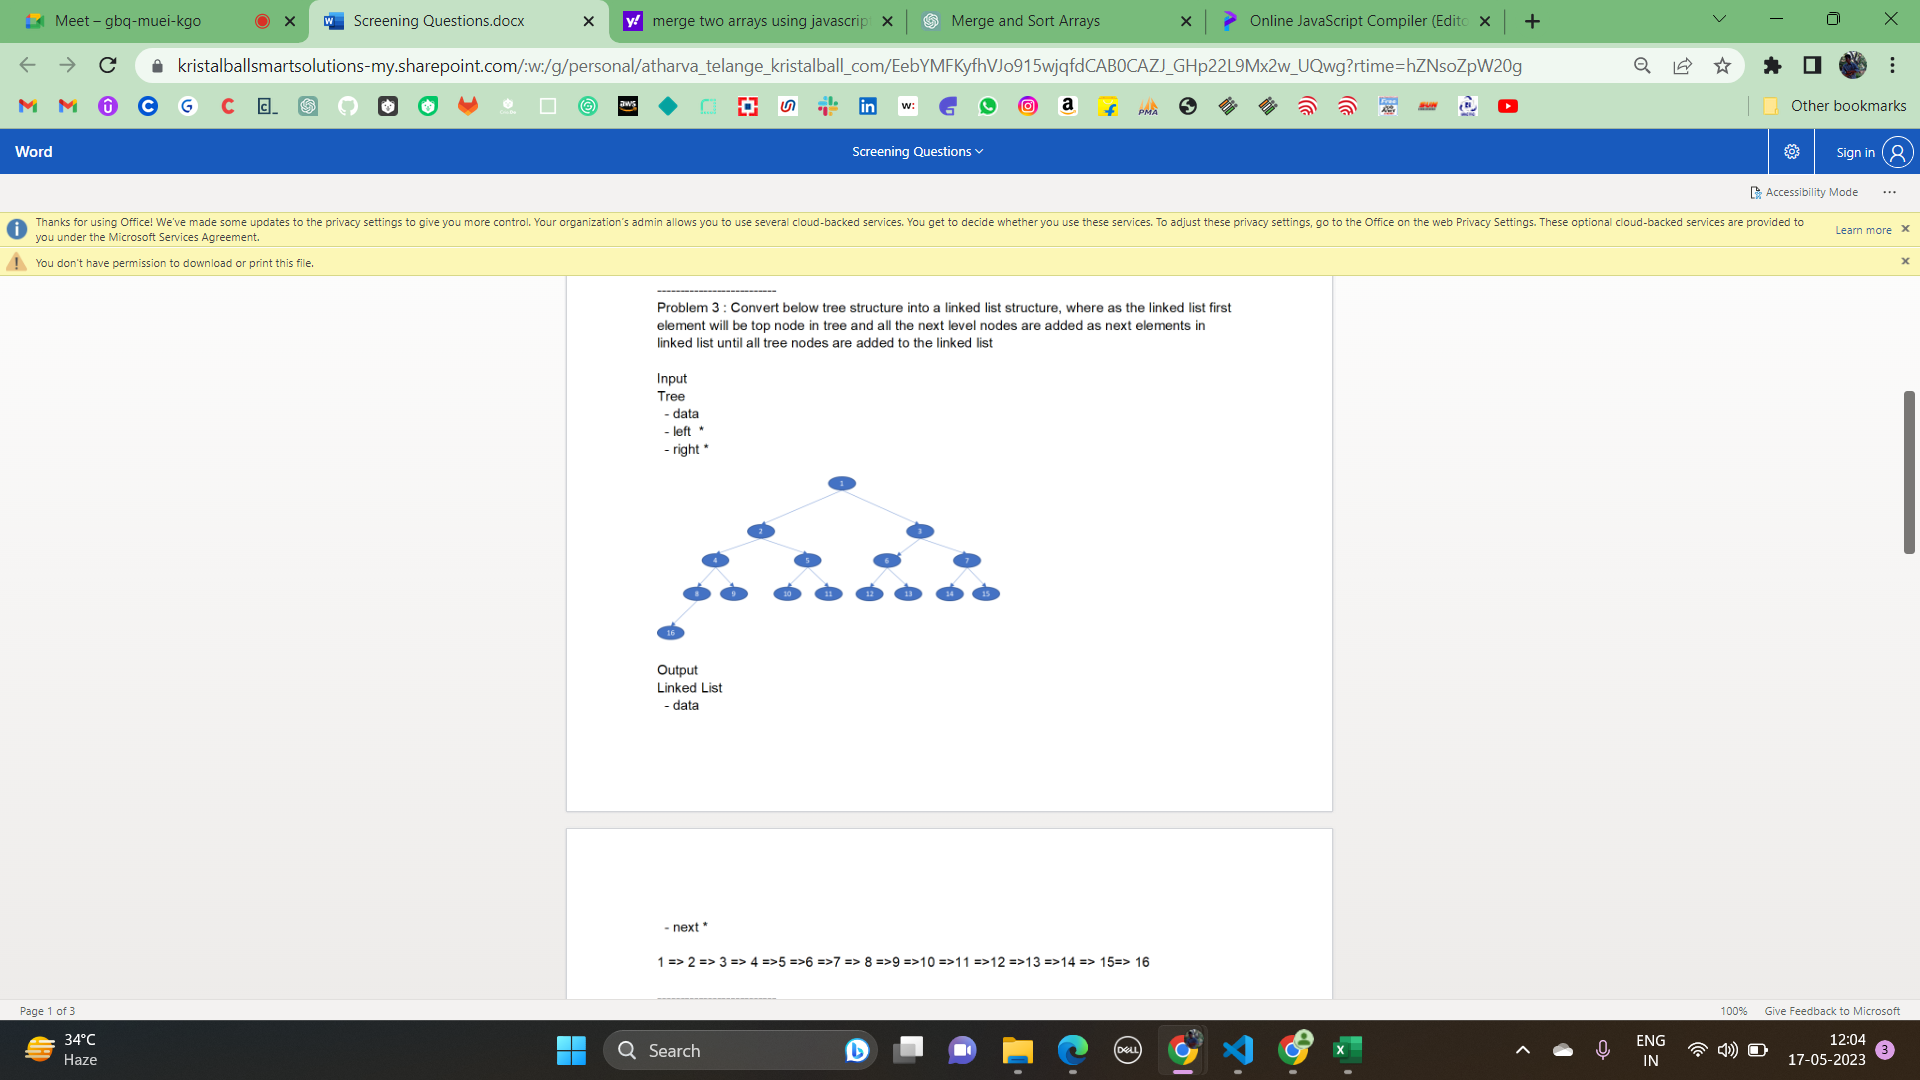 Meet – gbq-muei-kgo
Screening Questions.docx
merge two arrays using javascrip
Merge and Sort Arrays
Online JavaScript Compiler (Edito
kristalballsmartsolutions-my.sharepoint.com/:w:/g/personal/atharva_telange_kristalball_com/EebYMFKyfhVJo915wjqfdCAB0CAZJ_GHp22L9Mx2w_UQwg?rtime=hZNsoZpW20g
Other bookmarks
Word
Screening Questions
Sign in
Accessibility Mode
Thanks for using Office! We've made some updates to the privacy settings to give you more control. Your organization's admin allows you to use several cloud-backed services. You get to decide whether you use these services. To adjust these privacy settings, go to the Office on the web Privacy Settings. These optional cloud-backed services are provided to
you under the Microsoft Services Agreement.
Learn more
You don't have permission to download or print this file.
---------------------------
Problem 3 : Convert below tree structure into a linked list structure, where as the linked list first
element will be top node in tree and all the next level nodes are added as next elements in
linked list until all tree nodes are added to the linked list
Input
Tree
- data
- left *
- right *
1
2 3
4 5 6 7
8 9 10 11 12 13 14 15
16
Output
Linked List
- data
- next *
1 => 2 => 3 => 4 =>5 =>6 =>7 => 8 =>9 =>10 =>11 =>12 =>13 =>14 => 15=> 16
---------------------------
Page 1 of 3
100%
Give Feedback to Microsoft
34°C
Haze
Search
DELL
ENG
IN
12:04
17-05-2023
3